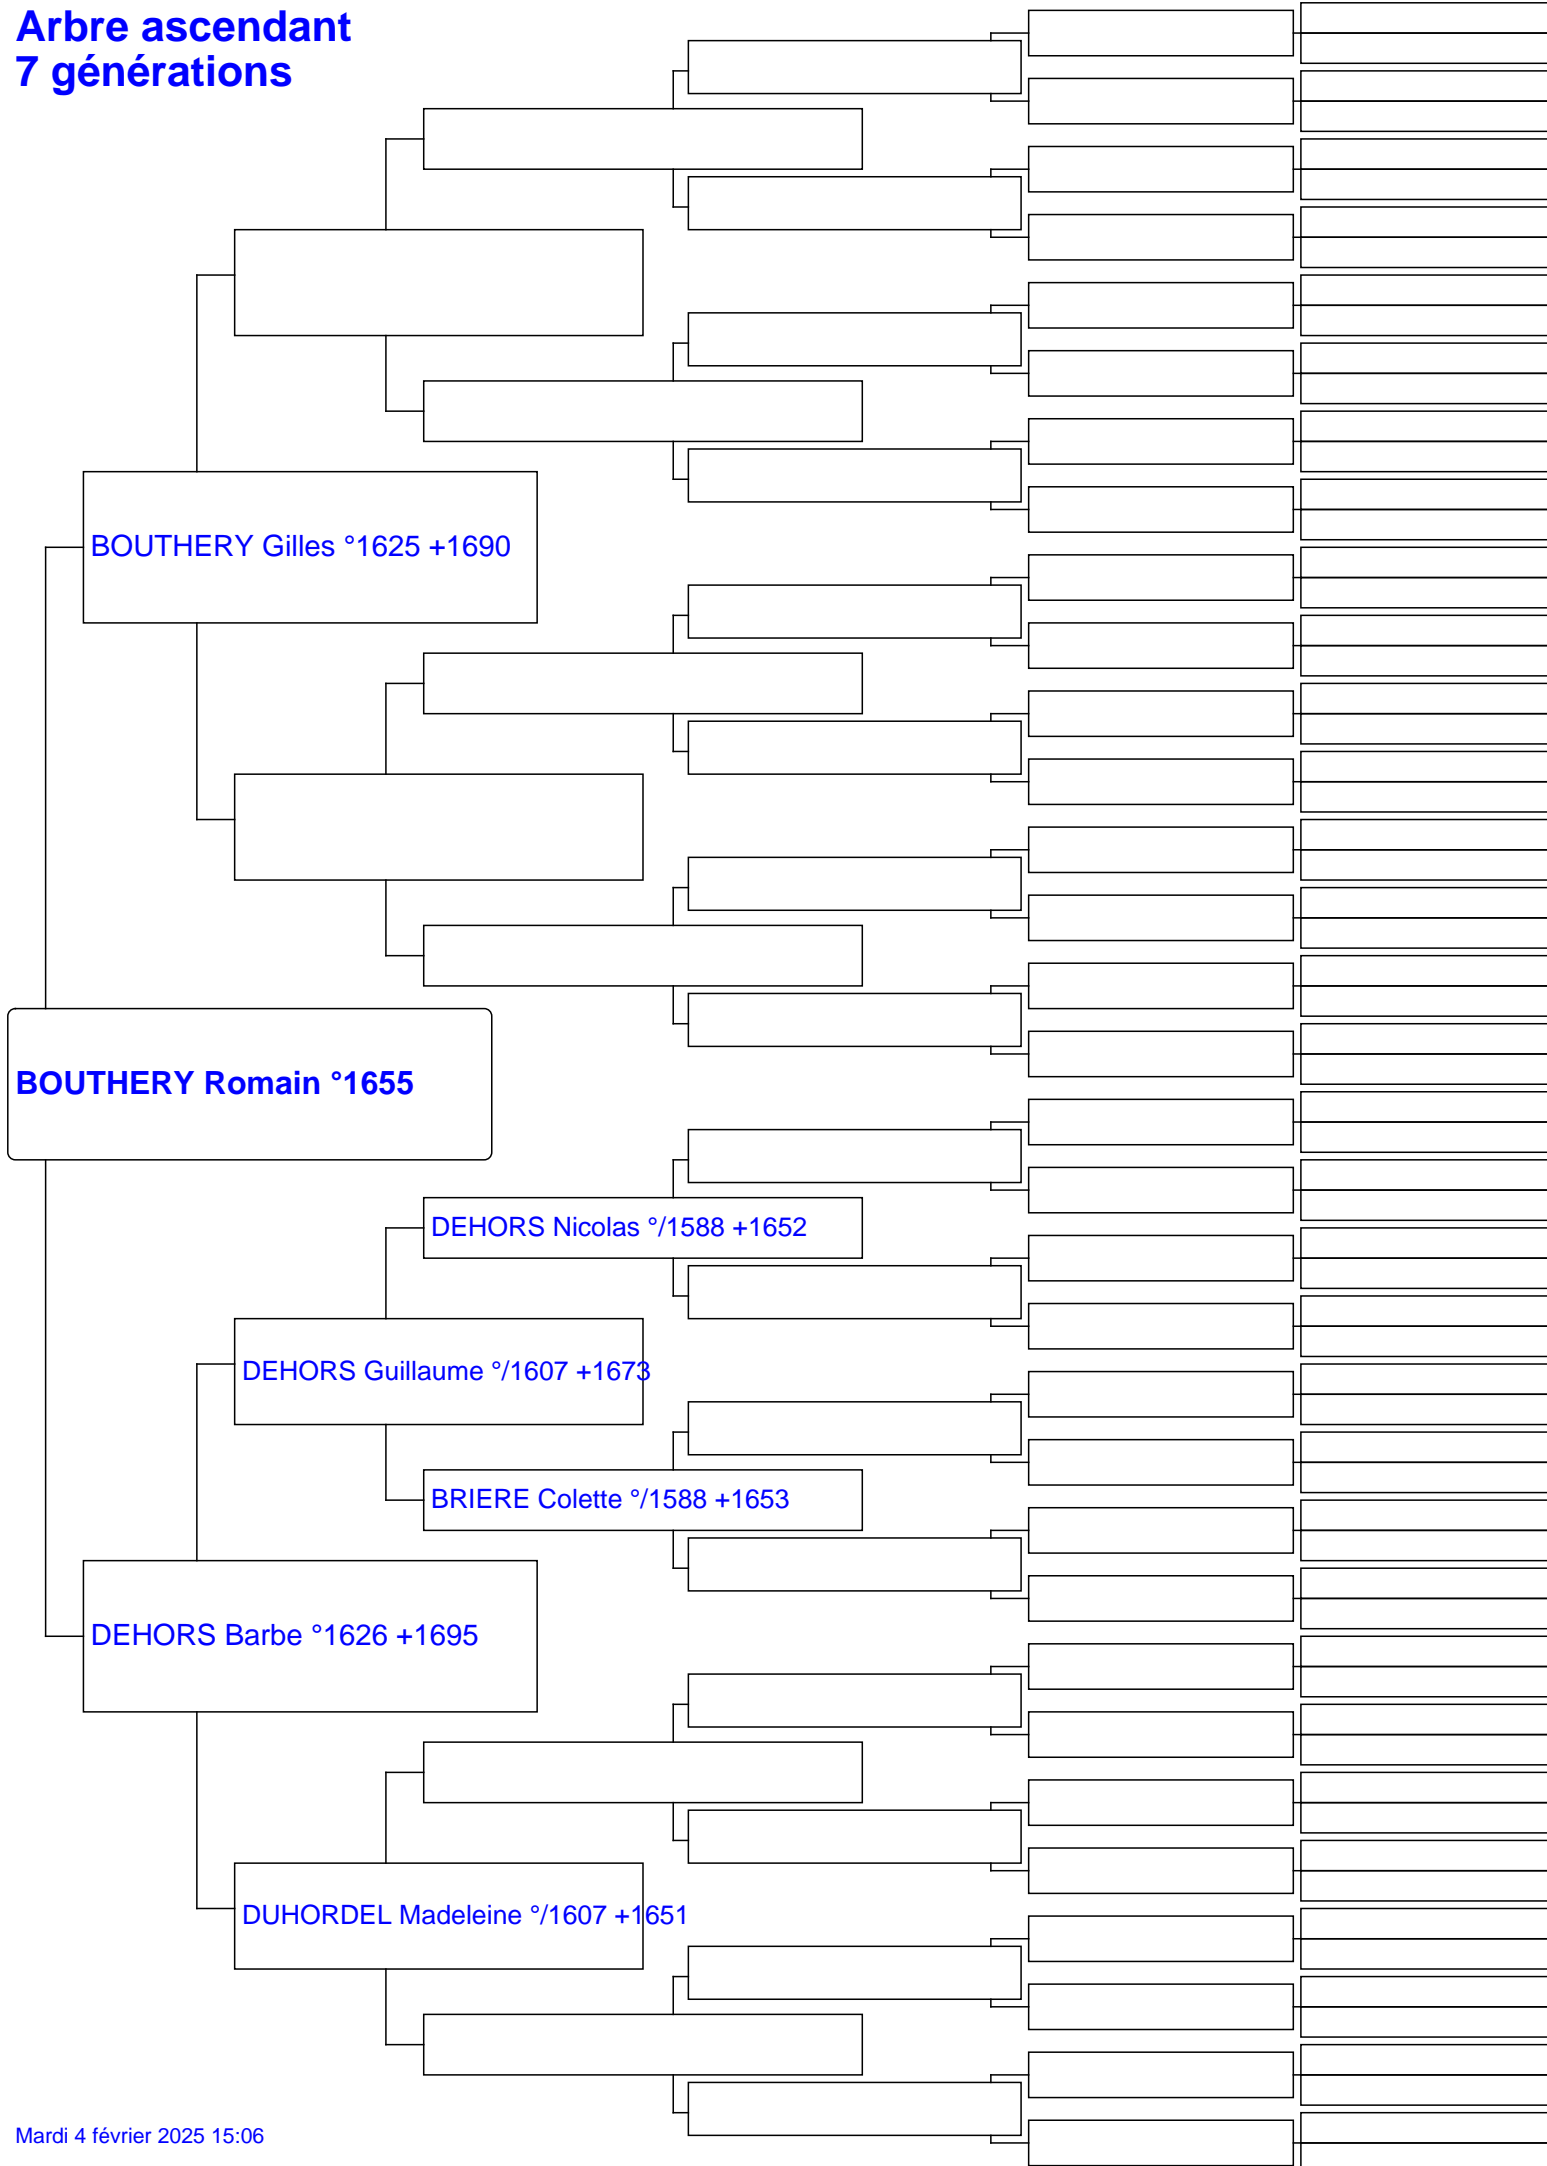 Arbre ascendant
7 générations
BOUTHERY Gilles °1625 +1690
BOUTHERY Romain °1655
DEHORS Nicolas °/1588 +1652
DEHORS Guillaume °/1607 +1673
BRIERE Colette °/1588 +1653
DEHORS Barbe °1626 +1695
DUHORDEL Madeleine °/1607 +1651
Mardi 4 février 2025 15:06